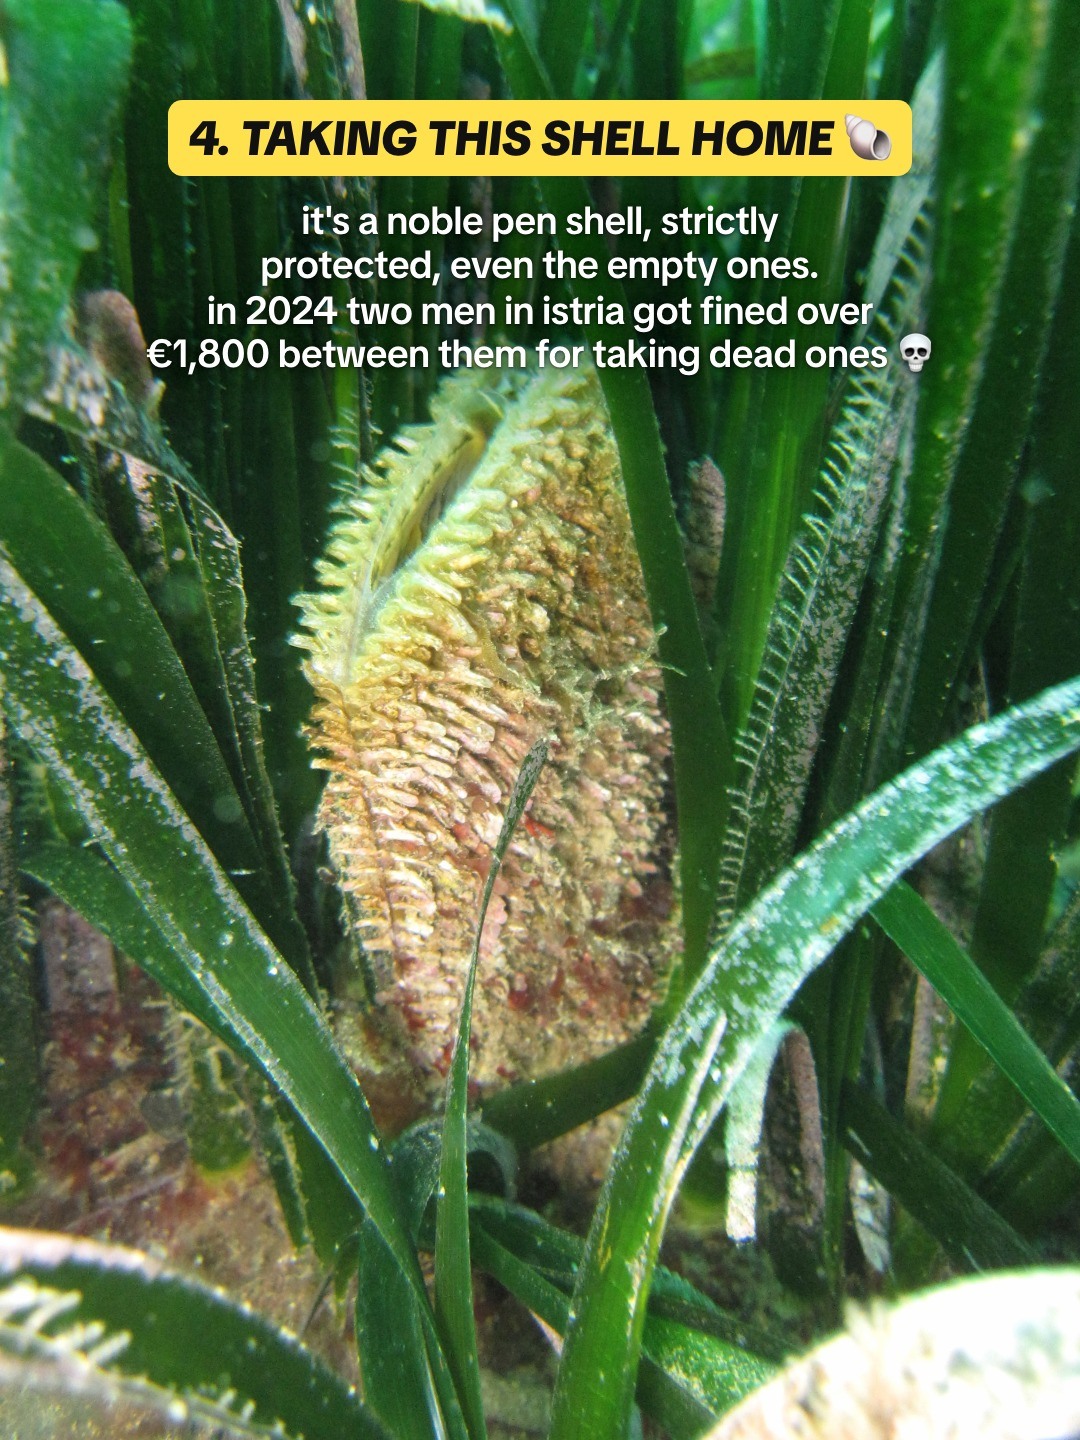 4. TAKING THIS SHELL HOME 🐚
it's a noble pen shell, strictly
protected, even the empty ones.
in 2024 two men in istria got fined over
€1,800 between them for taking dead ones 💀